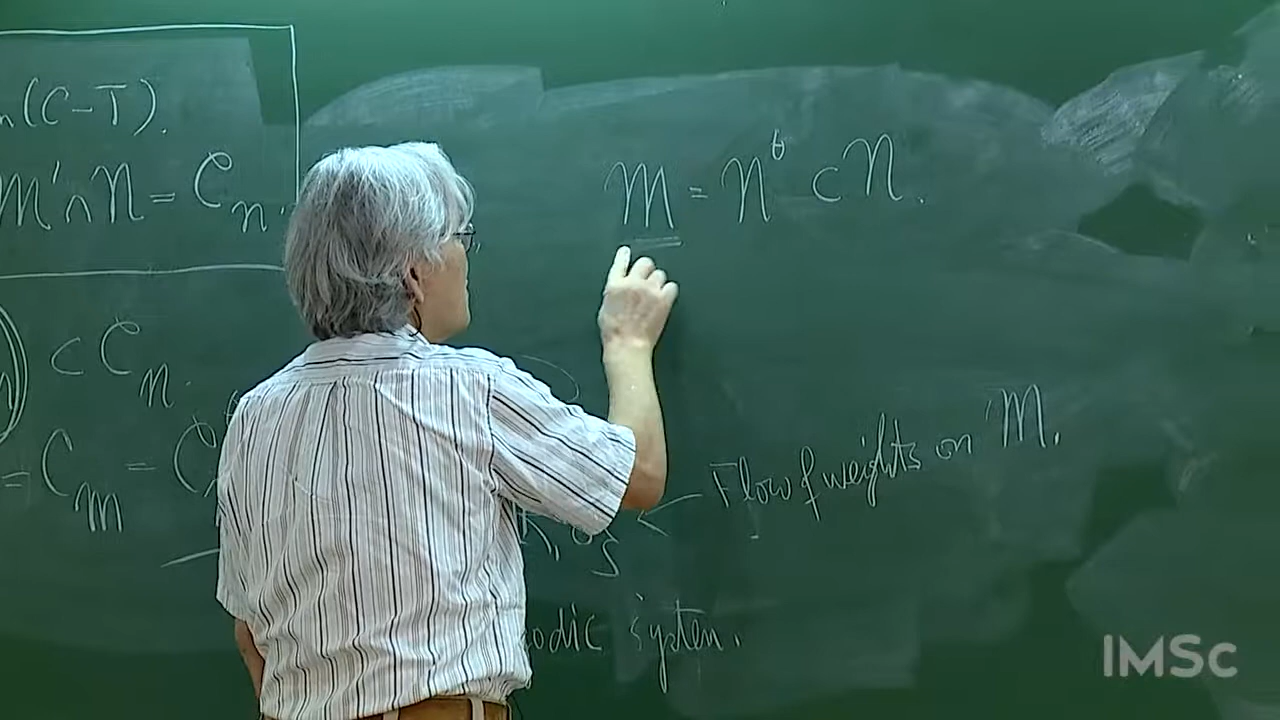 n(C-T).
M'∩N = C_N.
) ⊂ C_N.
= C_M = C
M = N^θ ⊂ N.
Flow of weights on M.
odic system.
IMSc